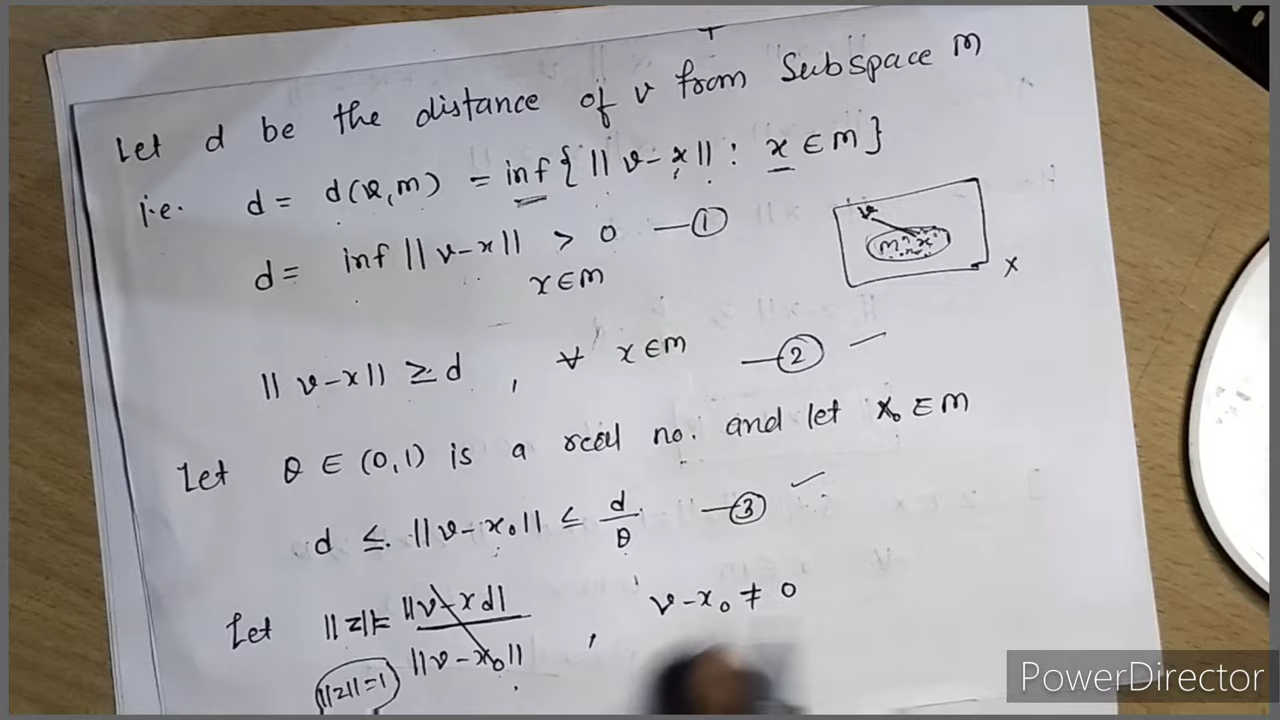 Let d be the distance of v from Subspace M
i.e. d = d(v, m) = inf { || v-x || : x ∈ M }
d = inf || v-x || > 0 — ①
x ∈ M
v
M x
X
|| v-x || ≥ d , ∀ x ∈ M — ②
Let θ ∈ (0,1) is a real no. and let x₀ ∈ M
d ≤ || v-x₀ || ≤ d/θ — ③
Let ||z|| = ||v-x₀|| / ||v-x₀|| , v-x₀ ≠ 0
||z||=1
PowerDirector